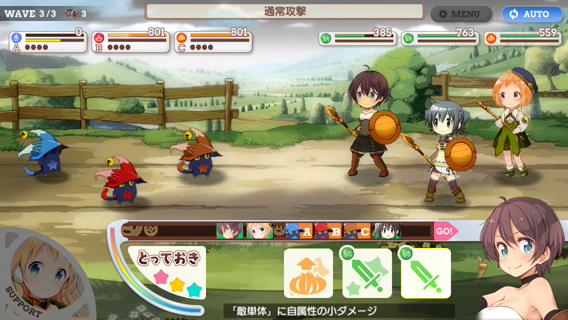 WAVE 3/3 3
通常攻撃
MENU
AUTO
A 0
B 801
C 801
385
763
559
A B C GO!
とっておき
SUPPORT
「敵単体」に自属性の小ダメージ